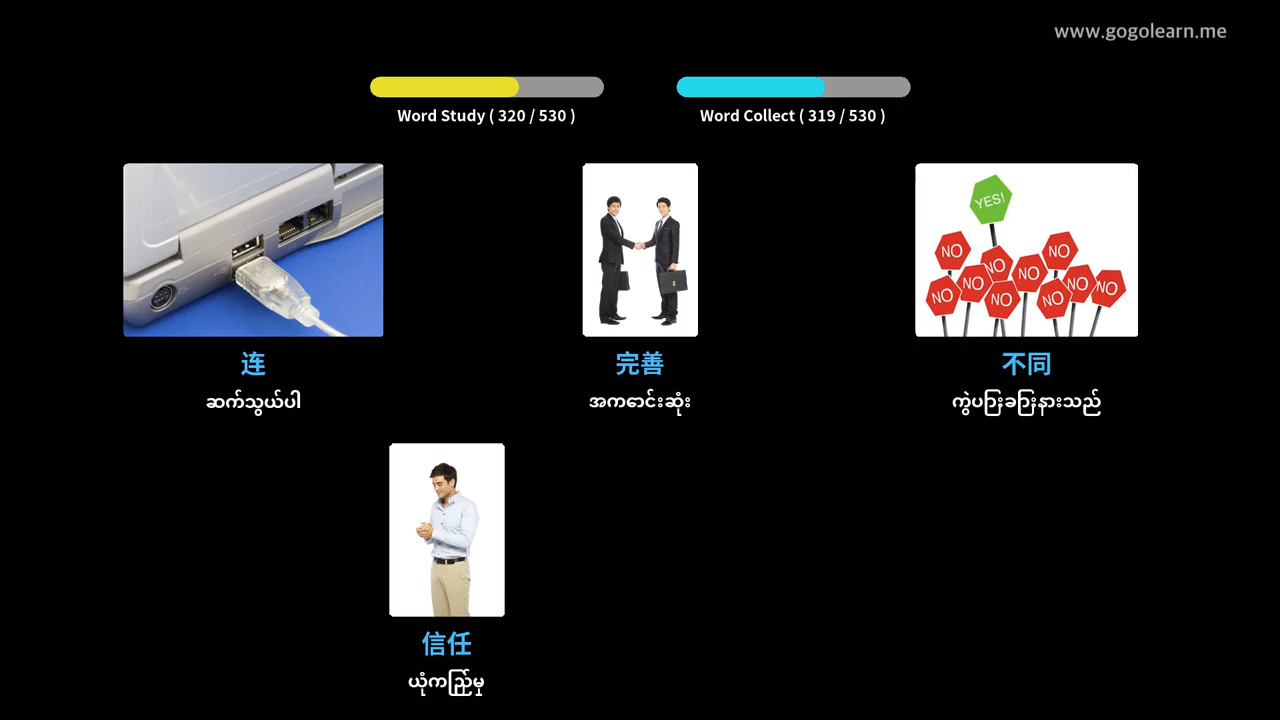 www.gogolearn.me
Word Study ( 320 / 530 )
Word Collect ( 319 / 530 )
YES!
NO
NO
NO
NO
NO
NO
NO
NO
NO
连
完善
不同
ဆက်သွယ်ပါ
အကောင်းဆုံး
ကွဲပြားခြားနားသည်
信任
ယုံကြည်မှု